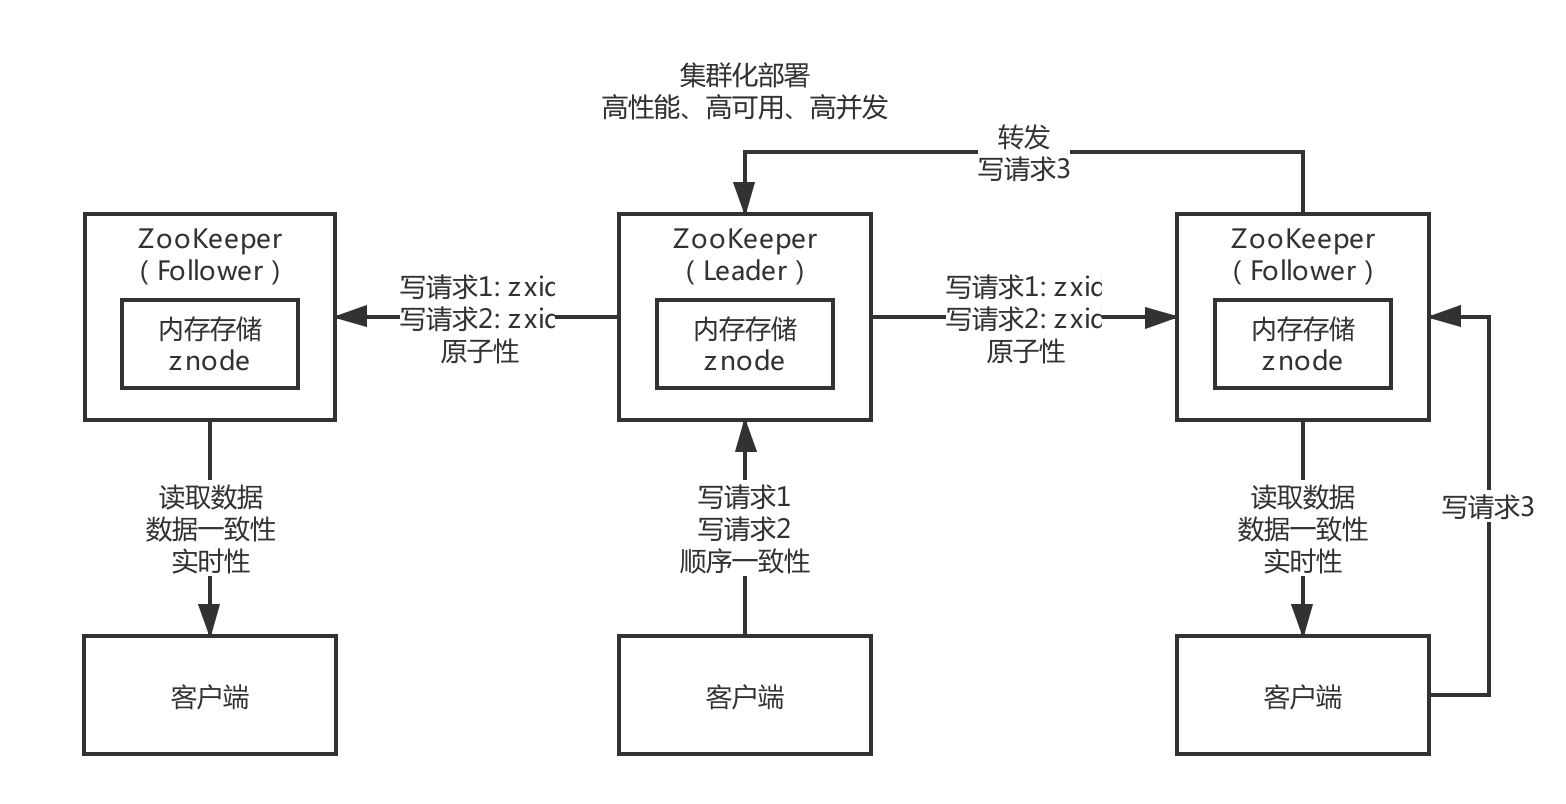 集群化部署
高性能、高可用、高并发
转发
写请求3
ZooKeeper
（Follower）
内存存储
znode
写请求1: zxid
写请求2: zxid
原子性
ZooKeeper
（Leader）
内存存储
znode
写请求1: zxid
写请求2: zxid
原子性
ZooKeeper
（Follower）
内存存储
znode
读取数据
数据一致性
实时性
写请求1
写请求2
顺序一致性
读取数据
数据一致性
实时性
写请求3
客户端
客户端
客户端